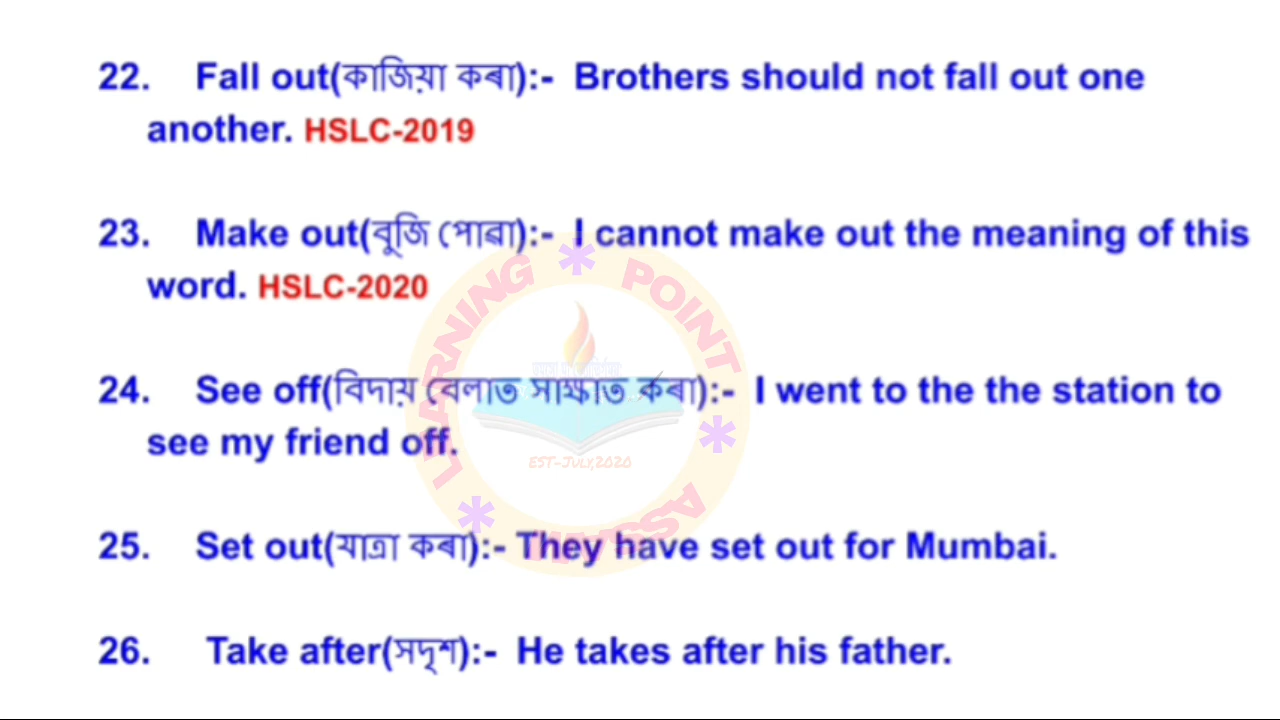 22. Fall out(কাজিয়া কৰা):- Brothers should not fall out one
another. HSLC-2019
23. Make out(বুজি পোৱা):- I cannot make out the meaning of this
word. HSLC-2020
LEARNING * POINT * ASSAM *
24. See off(বিদায় বেলাত সাক্ষাত কৰা):- I went to the the station to
see my friend off.
EST-JULY,2020
25. Set out(যাত্ৰা কৰা):- They have set out for Mumbai.
26. Take after(সদৃশ):- He takes after his father.